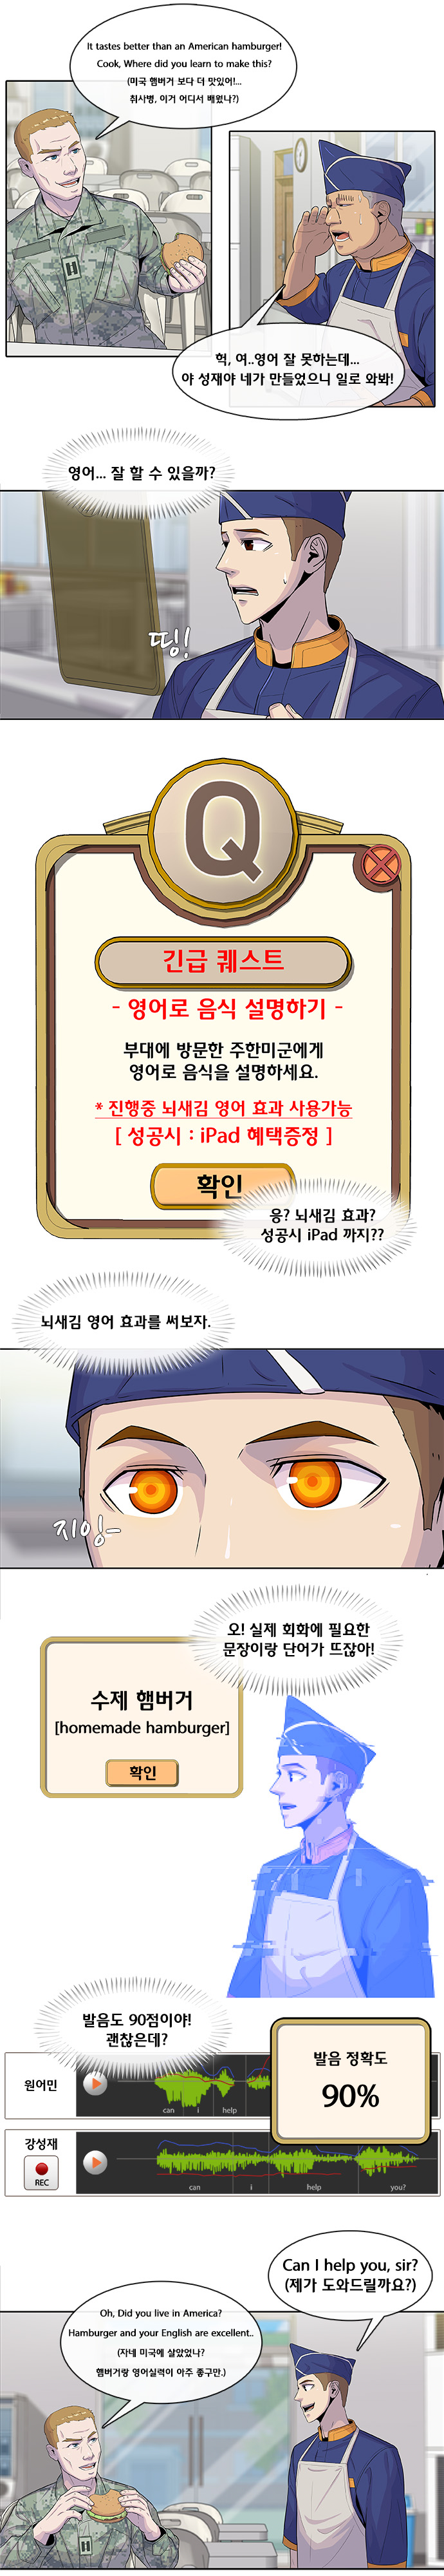 It tastes better than an American hamburger!
Cook, Where did you learn to make this?
(미국 햄버거 보다 더 맛있어!...
취사병, 이거 어디서 배웠나?)
헉, 여..영어 잘 못하는데...
야 성재야 네가 만들었으니 일로 와봐!
영어... 잘 할 수 있을까?
띵!
Q
긴급 퀘스트
- 영어로 음식 설명하기 -
부대에 방문한 주한미군에게
영어로 음식을 설명하세요.
* 진행중 뇌새김 영어 효과 사용가능
[ 성공시 : iPad 혜택증정 ]
확인
응? 뇌새김 효과?
성공시 iPad 까지??
뇌새김 영어 효과를 써보자.
지잉-
오! 실제 회화에 필요한
문장이랑 단어가 뜨잖아!
수제 햄버거
[homemade hamburger]
확인
발음도 90점이야!
괜찮은데?
발음 정확도
90%
원어민
can i help
강성재
REC
can i help you?
Can I help you, sir?
(제가 도와드릴까요?)
Oh, Did you live in America?
Hamburger and your English are excellent..
(자네 미국에 살았었나?
햄버거랑 영어실력이 아주 좋구만.)